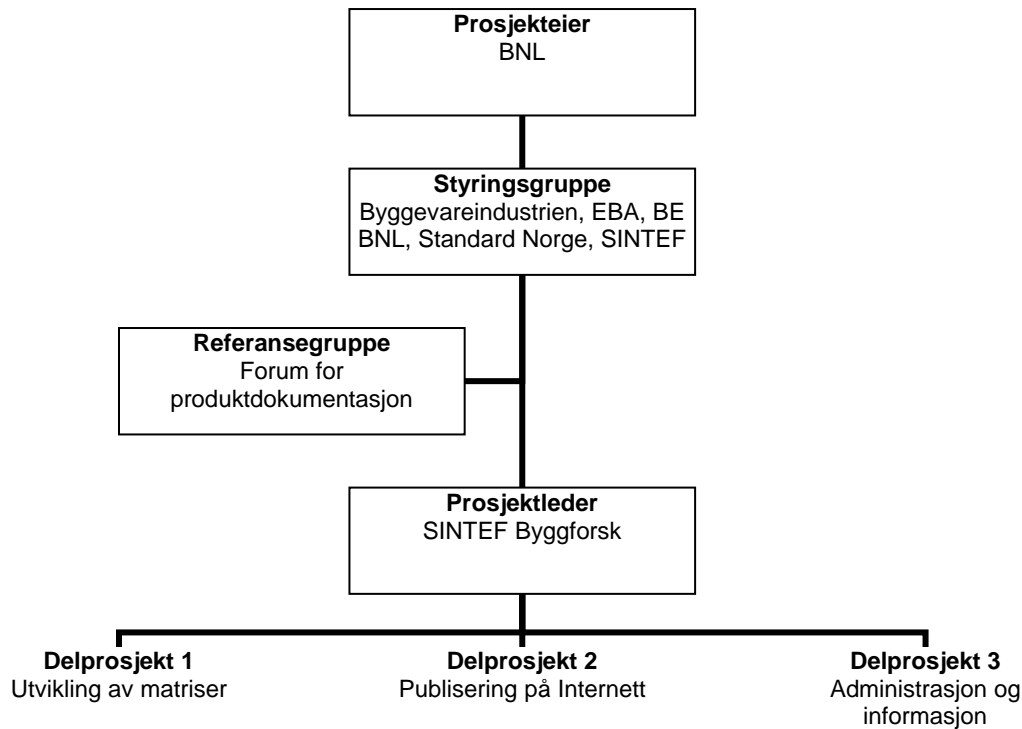 Prosjekteier
BNL
Styringsgruppe
Byggevareindustrien, EBA, BE
BNL, Standard Norge, SINTEF
Referansegruppe
Forum for
produktdokumentasjon
Prosjektleder
SINTEF Byggforsk
Delprosjekt 1
Utvikling av matriser
Delprosjekt 2
Publisering på Internett
Delprosjekt 3
Administrasjon og
informasjon